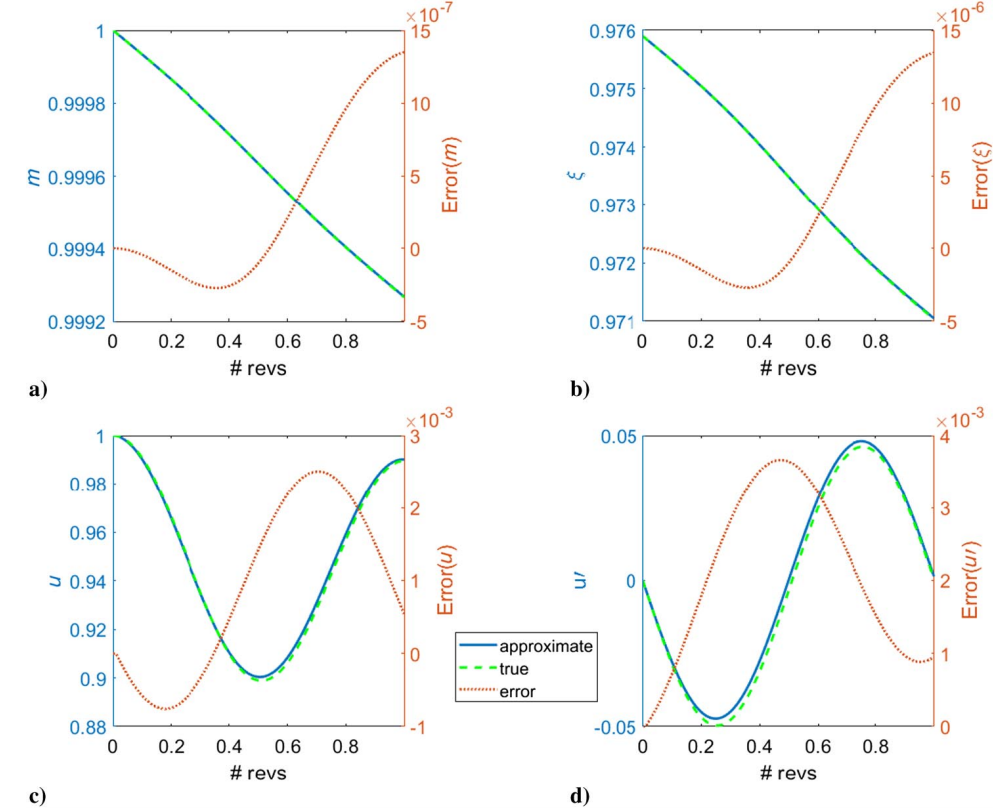 ×10⁻⁷
1
0.9998
0.9996
0.9994
0.9992
m
15
10
5
0
-5
Error(m)
0 0.2 0.4 0.6 0.8
# revs
a)
×10⁻⁶
0.976
0.975
0.974
0.973
0.972
0.971
ξ
15
10
5
0
-5
Error(ξ)
0 0.2 0.4 0.6 0.8
# revs
b)
×10⁻³
1
0.98
0.96
0.94
0.92
0.9
0.88
u
3
2
1
0
-1
Error(u)
0 0.2 0.4 0.6 0.8
# revs
c)
approximate
true
error
×10⁻³
0.05
0
-0.05
u′
4
3
2
1
0
Error(u′)
0 0.2 0.4 0.6 0.8
# revs
d)